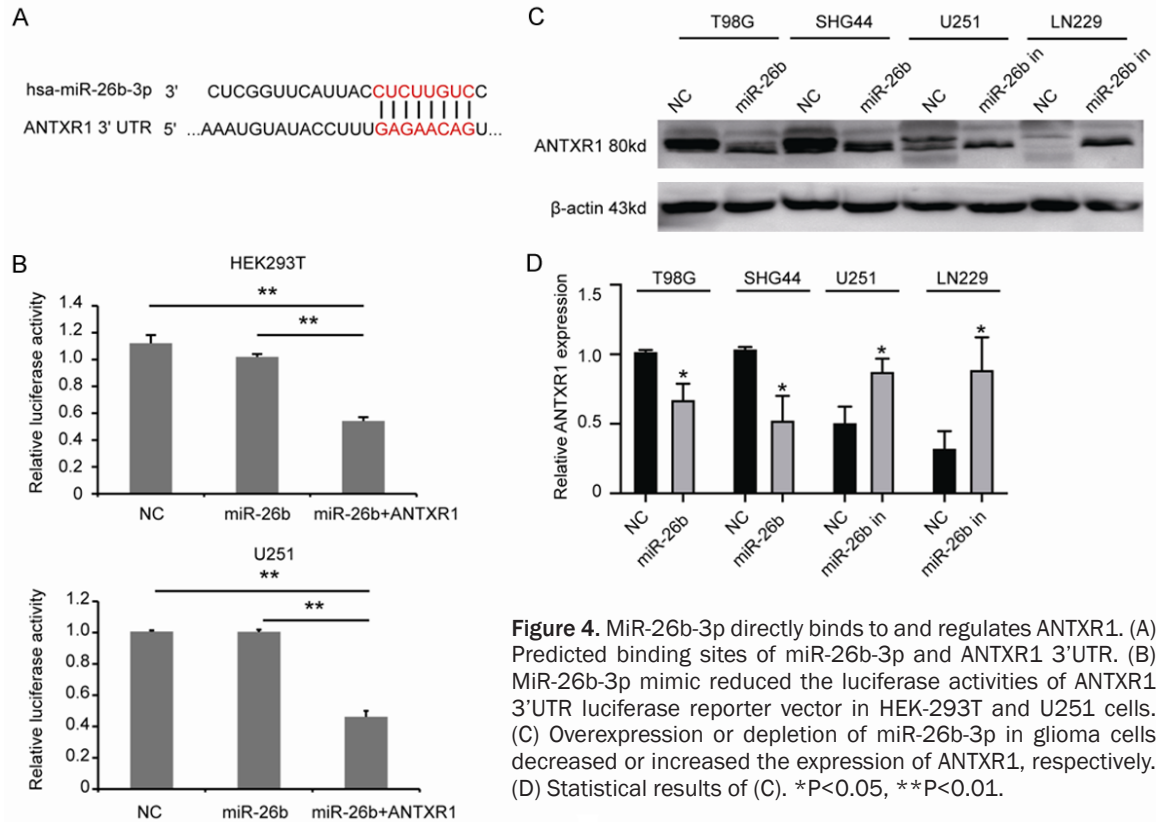 A
hsa-miR-26b-3p 3' CUCGGUUCAUUACCUCUUGUCC
ANTXR1 3' UTR 5' ...AAAUGUAUACCUUUGAGAACAGU...
B
HEK293T
**
**
Relative luciferase activity
1.4
1.2
1.0
0.8
0.6
0.4
0.2
0
NC miR-26b miR-26b+ANTXR1
U251
**
**
Relative luciferase activity
1.2
1.0
0.8
0.6
0.4
0.2
0
NC miR-26b miR-26b+ANTXR1
C
T98G SHG44 U251 LN229
NC miR-26b NC miR-26b NC miR-26b in NC miR-26b in
ANTXR1 80kd
β-actin 43kd
D
T98G SHG44 U251 LN229
Relative ANTXR1 expression
1.5
1.0
0.5
0
* * * *
NC miR-26b NC miR-26b NC miR-26b in NC miR-26b in
Figure 4. MiR-26b-3p directly binds to and regulates ANTXR1. (A)
Predicted binding sites of miR-26b-3p and ANTXR1 3'UTR. (B)
MiR-26b-3p mimic reduced the luciferase activities of ANTXR1
3'UTR luciferase reporter vector in HEK-293T and U251 cells.
(C) Overexpression or depletion of miR-26b-3p in glioma cells
decreased or increased the expression of ANTXR1, respectively.
(D) Statistical results of (C). *P<0.05, **P<0.01.